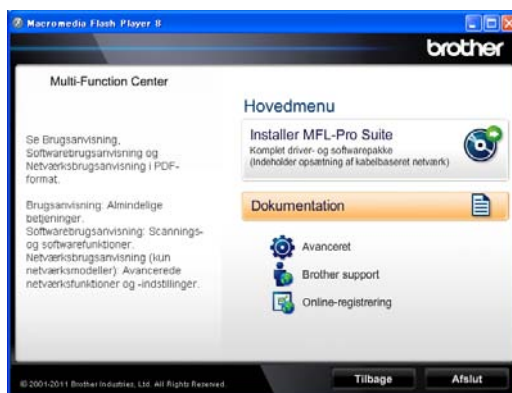 Macromedia Flash Player 8
brother
Multi-Function Center
Se Brugsanvisning,
Softwarebrugsanvisning og
Netværksbrugsanvisning i PDF-
format.
Brugsanvisning: Almindelige
betjeninger.
Softwarebrugsanvisning: Scannings-
og softwarefunktioner.
Netværksbrugsanvisning (kun
netværksmodeller): Avancerede
netværksfunktioner og -indstillinger.
Hovedmenu
Installer MFL-Pro Suite
Komplet driver- og softwarepakke
(Indeholder opsætning af kabelbaseret netværk)
Dokumentation
Avanceret
Brother support
Online-registrering
© 2001-2011 Brother Industries, Ltd. All Rights Reserved.
Tilbage
Afslut